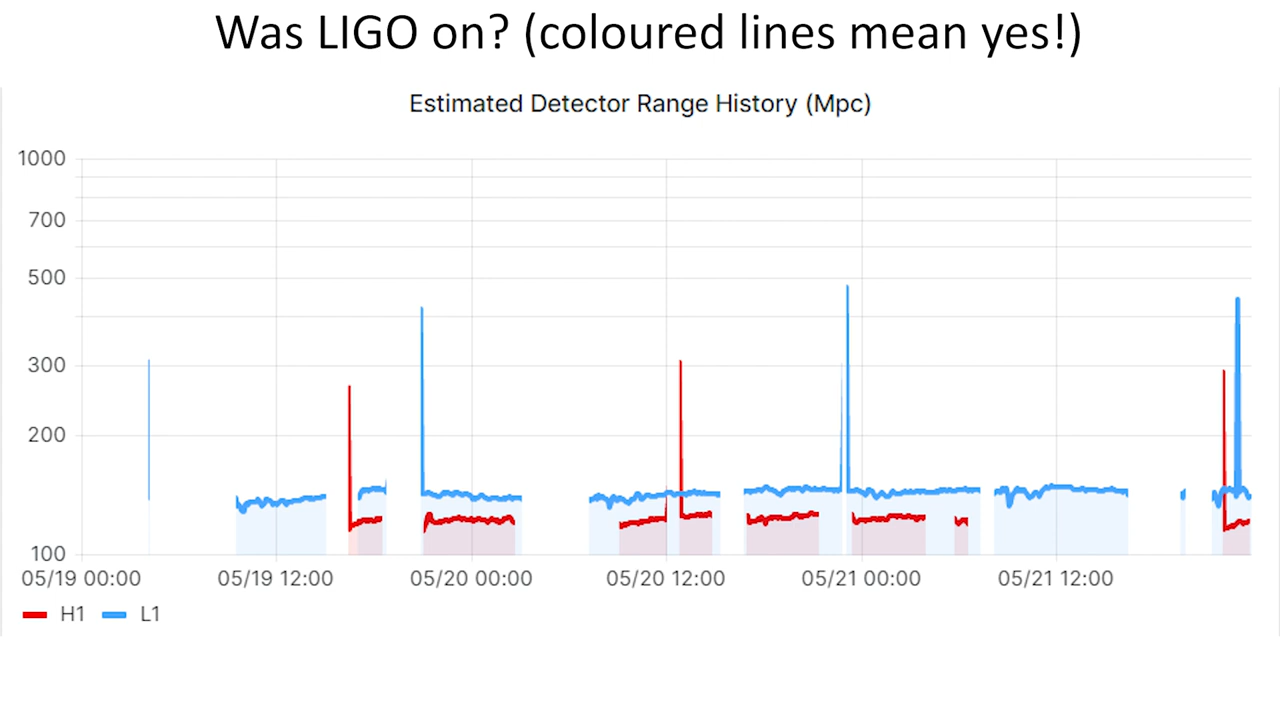 Was LIGO on? (coloured lines mean yes!)
Estimated Detector Range History (Mpc)
1000
700
500
300
200
100
05/19 00:00 05/19 12:00 05/20 00:00 05/20 12:00 05/21 00:00 05/21 12:00
H1 L1